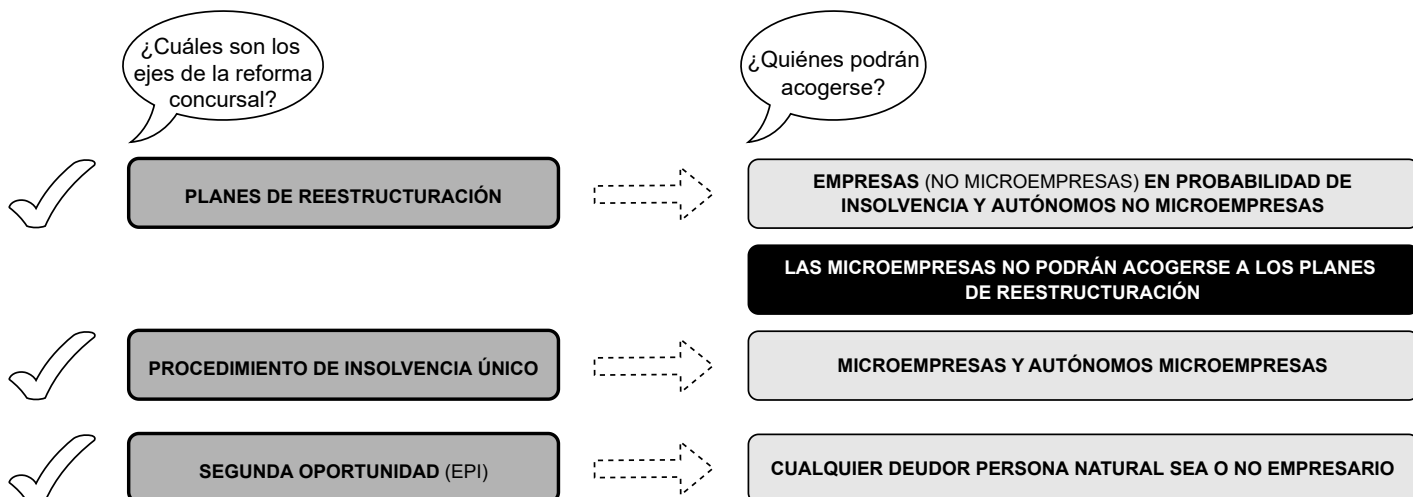 ¿Cuáles son los
ejes de la reforma
concursal?
¿Quiénes podrán
acogerse?
PLANES DE REESTRUCTURACIÓN
EMPRESAS (NO MICROEMPRESAS) EN PROBABILIDAD DE
INSOLVENCIA Y AUTÓNOMOS NO MICROEMPRESAS
LAS MICROEMPRESAS NO PODRÁN ACOGERSE A LOS PLANES
DE REESTRUCTURACIÓN
PROCEDIMIENTO DE INSOLVENCIA ÚNICO
MICROEMPRESAS Y AUTÓNOMOS MICROEMPRESAS
SEGUNDA OPORTUNIDAD (EPI)
CUALQUIER DEUDOR PERSONA NATURAL SEA O NO EMPRESARIO